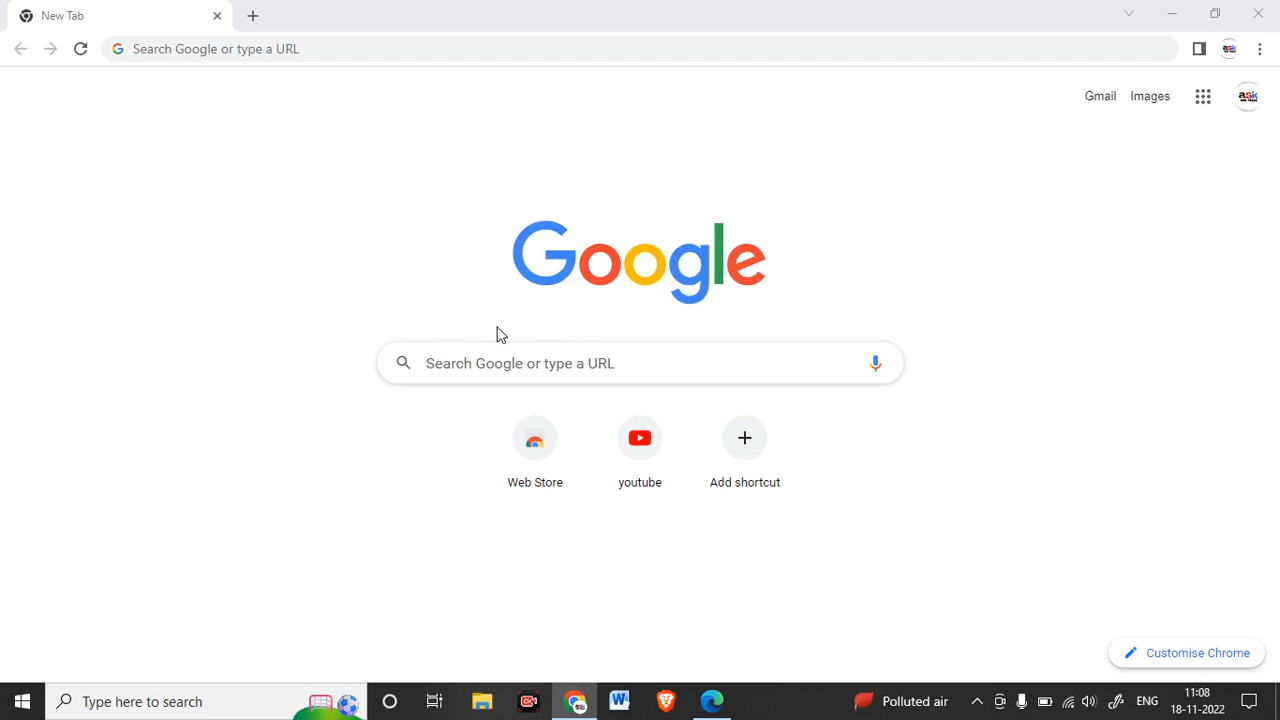 New Tab
Search Google or type a URL
Gmail Images
ask
Google
Search Google or type a URL
Web Store youtube Add shortcut
Customise Chrome
Type here to search
Polluted air
ENG
11:08
18-11-2022